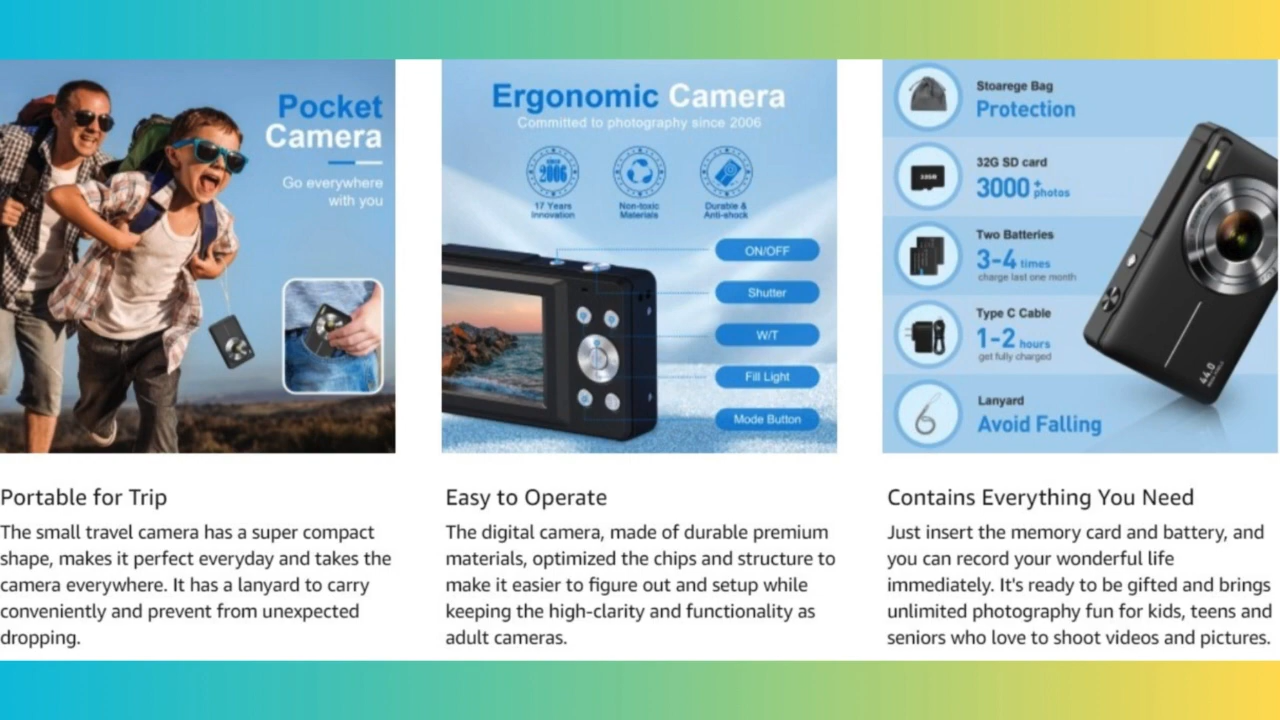 Pocket
Camera
Go everywhere
with you
Portable for Trip
The small travel camera has a super compact
shape, makes it perfect everyday and takes the
camera everywhere. It has a lanyard to carry
conveniently and prevent from unexpected
dropping.
Ergonomic Camera
Committed to photography since 2006
SINCE
2006
17 Years
Innovation
Non-toxic
Materials
Durable &
Anti-shock
ON/OFF
Shutter
W/T
Fill Light
Mode Button
Easy to Operate
The digital camera, made of durable premium
materials, optimized the chips and structure to
make it easier to figure out and setup while
keeping the high-clarity and functionality as
adult cameras.
Stoarege Bag
Protection
32G SD card
3000+ photos
Two Batteries
3-4 times
charge last one month
Type C Cable
1-2 hours
get fully charged
Lanyard
Avoid Falling
44.0
Contains Everything You Need
Just insert the memory card and battery, and
you can record your wonderful life
immediately. It's ready to be gifted and brings
unlimited photography fun for kids, teens and
seniors who love to shoot videos and pictures.